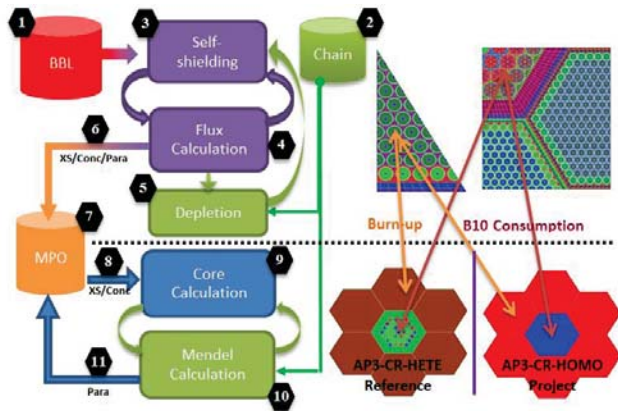 1
BBL
3
Self-
shielding
2
Chain
Flux
Calculation
4
6
XS/Conc/Para
5
Depletion
7
MPO
Burn-up
B10 Consumption
8
XS/Conc
9
Core
Calculation
11
Para
Mendel
Calculation
10
AP3-CR-HETE
Reference
AP3-CR-HOMO
Project